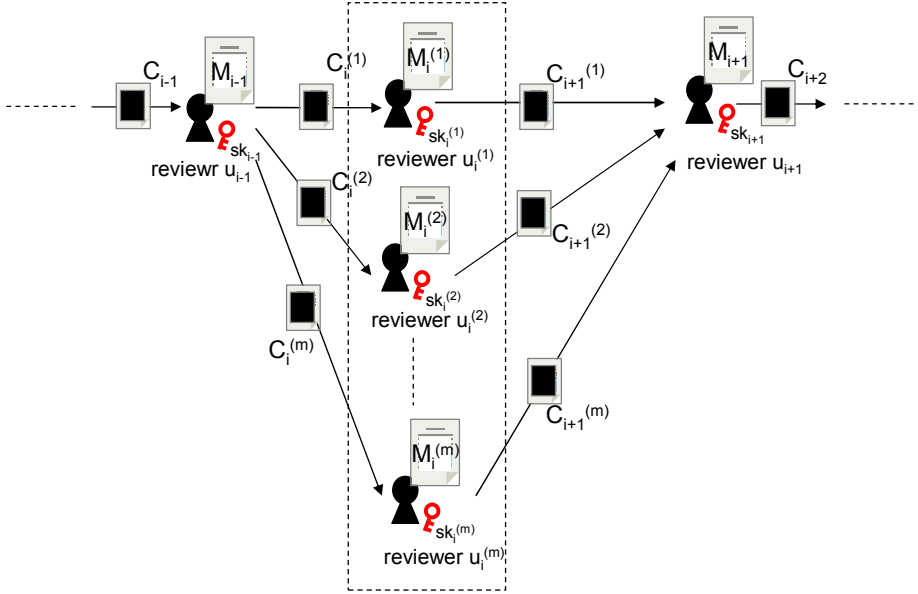 C_{i-1}
M_{i-1}
sk_{i-1}
reviewr u_{i-1}
C_i^{(1)}
M_i^{(1)}
sk_i^{(1)}
reviewer u_i^{(1)}
C_{i+1}^{(1)}
M_{i+1}
sk_{i+1}
reviewer u_{i+1}
C_{i+2}
C_i^{(2)}
M_i^{(2)}
sk_i^{(2)}
reviewer u_i^{(2)}
C_{i+1}^{(2)}
C_i^{(m)}
M_i^{(m)}
sk_i^{(m)}
reviewer u_i^{(m)}
C_{i+1}^{(m)}